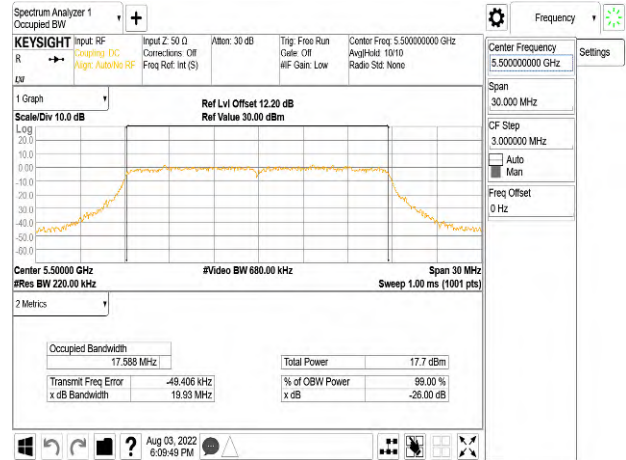 Spectrum Analyzer 1
Occupied BW
Frequency
KEYSIGHT
R
Input: RF
Coupling: DC
Align: Auto/No RF
Input Z: 50 Ω
Corrections: Off
Freq Ref: Int (S)
Atten: 30 dB
Trig: Free Run
Gate: Off
#IF Gain: Low
Center Freq: 5.500000000 GHz
Avg|Hold: 10/10
Radio Std: None
Center Frequency
5.500000000 GHz
Settings
Span
30.000 MHz
CF Step
3.000000 MHz
Auto
Man
Freq Offset
0 Hz
1 Graph
Scale/Div 10.0 dB
Ref Lvl Offset 12.20 dB
Ref Value 30.00 dBm
Log
20.0
10.0
0.00
-10.0
-20.0
-30.0
-40.0
-50.0
-60.0
Center 5.50000 GHz
#Res BW 220.00 kHz
#Video BW 680.00 kHz
Span 30 MHz
Sweep 1.00 ms (1001 pts)
2 Metrics
Occupied Bandwidth
17.588 MHz
Total Power 17.7 dBm
Transmit Freq Error -49.406 kHz
% of OBW Power 99.00 %
x dB Bandwidth 19.93 MHz
x dB -26.00 dB
?
Aug 03, 2022
6:09:49 PM